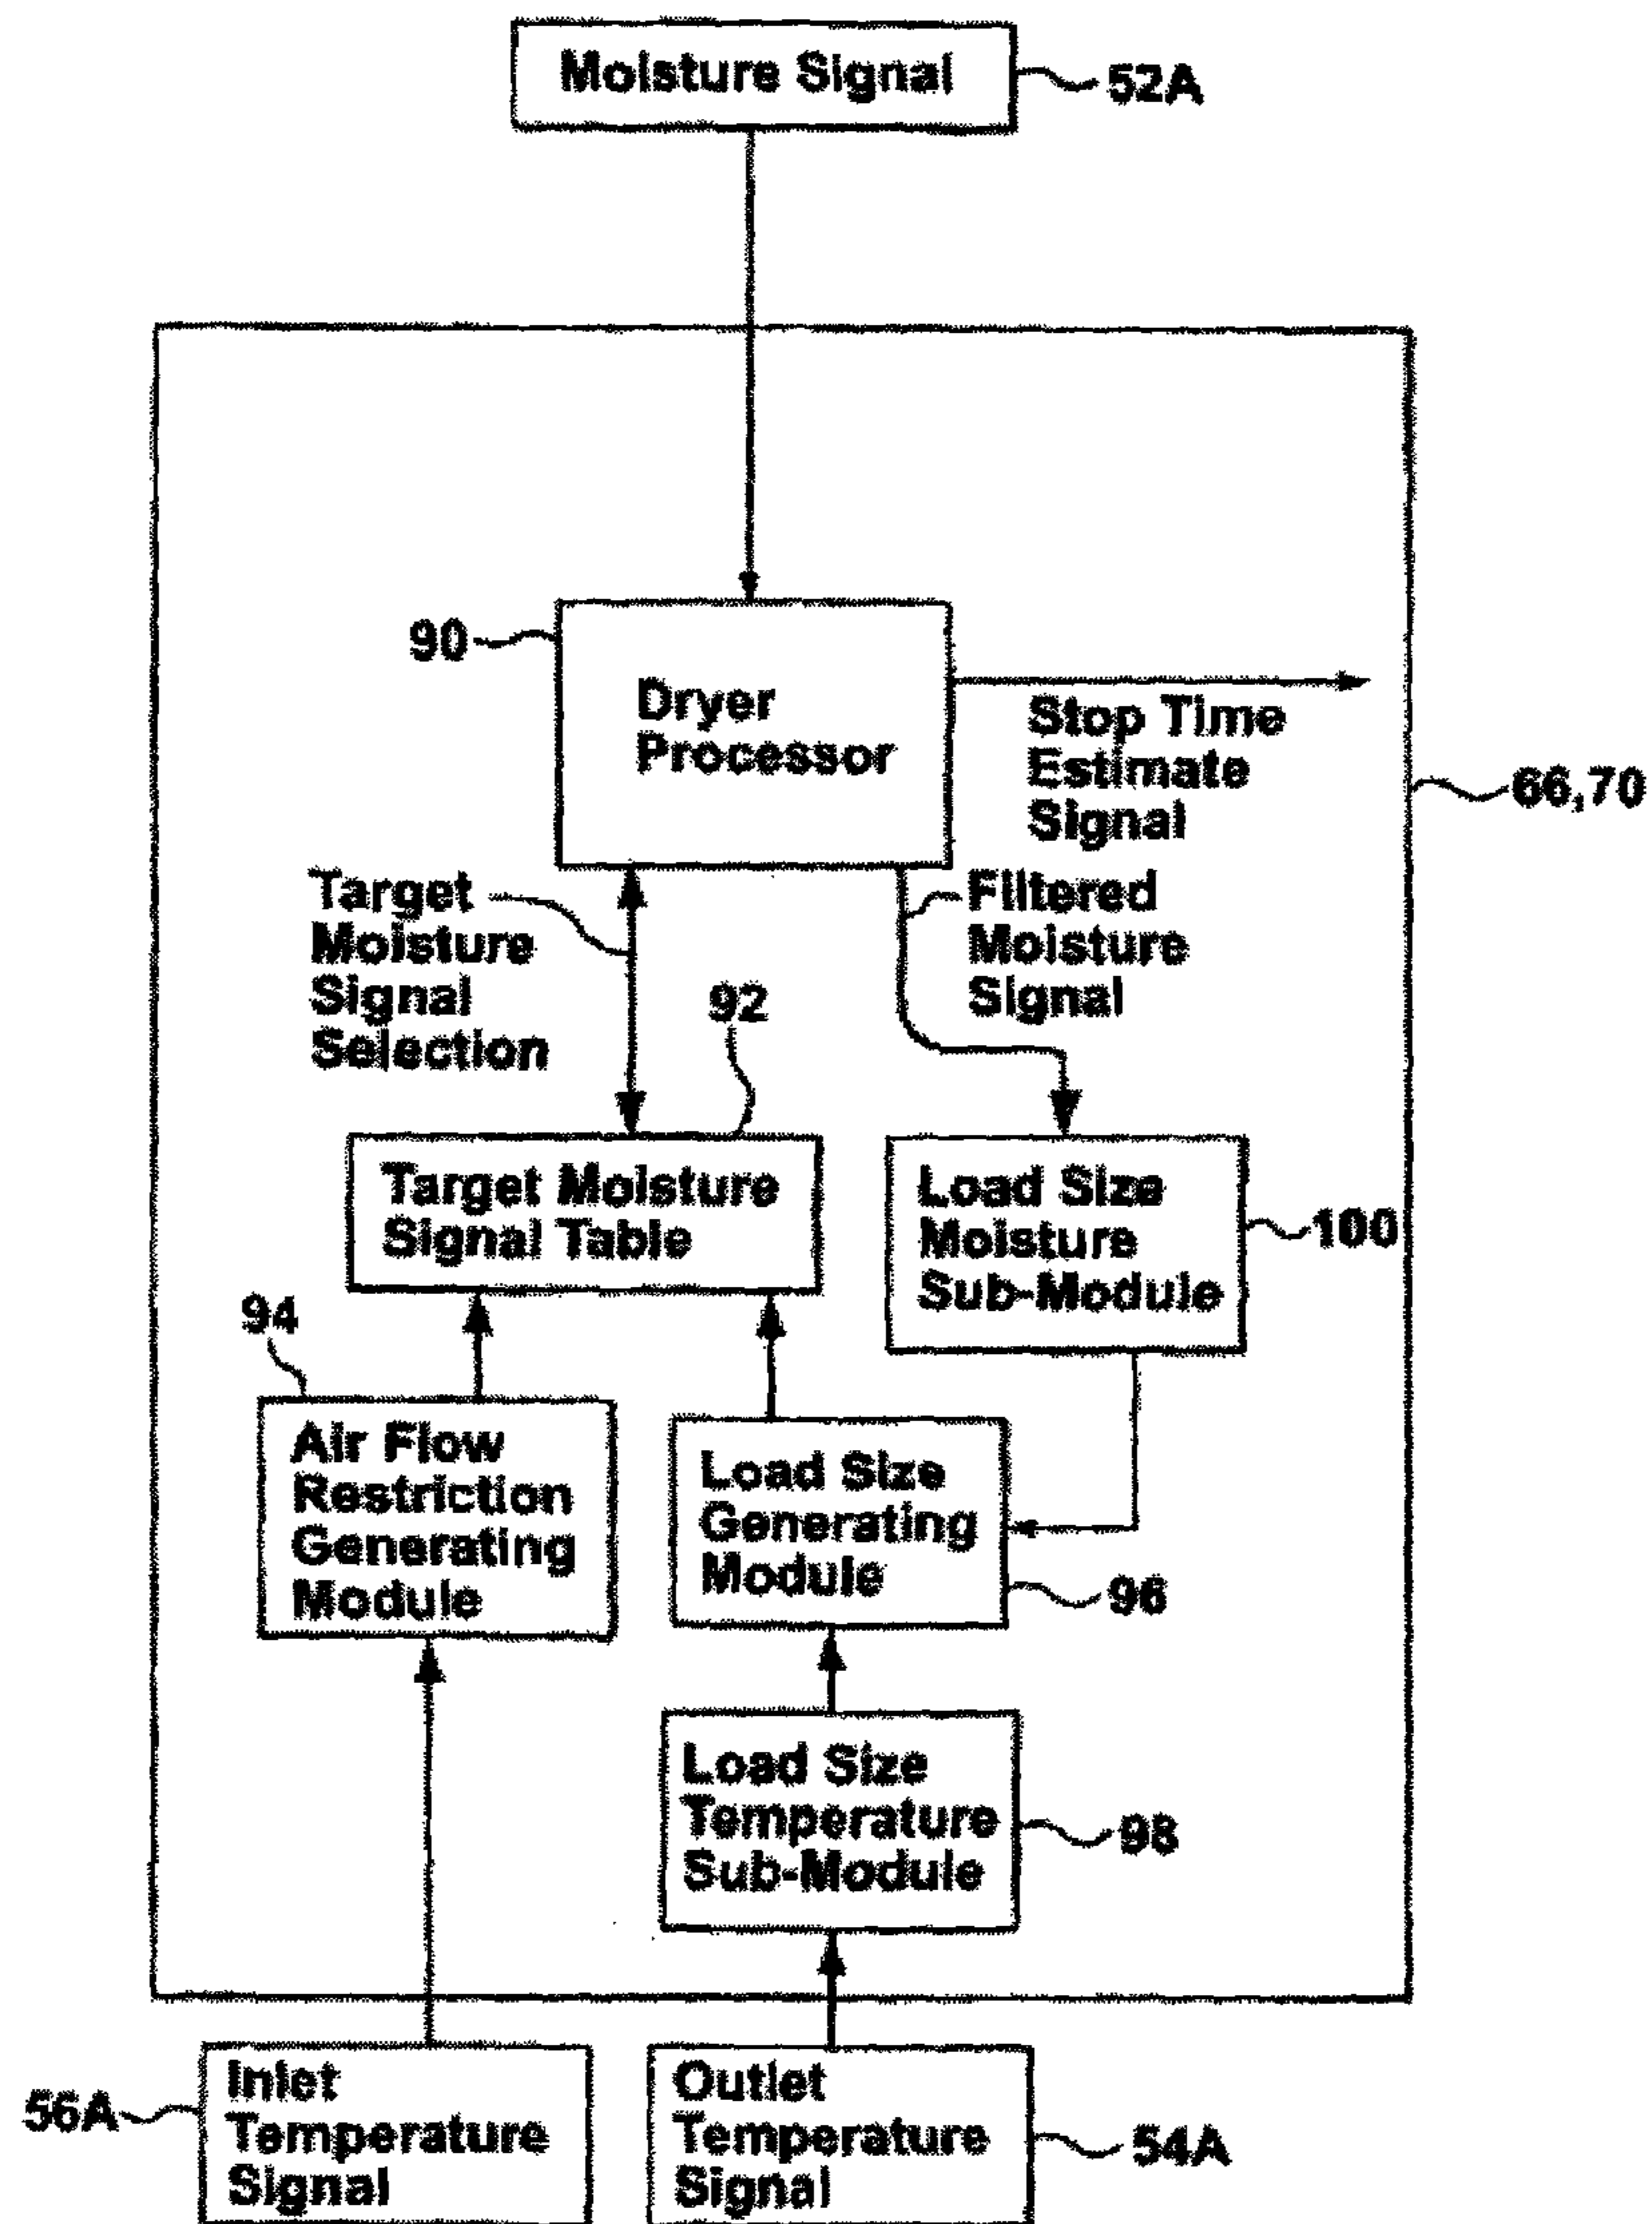 Moisture Signal
52A
90
Dryer
Processor
Stop Time
Estimate
Signal
66,70
Target
Moisture
Signal
Selection
Filtered
Moisture
Signal
92
Target Moisture
Signal Table
Load Size
Moisture
Sub-Module
100
94
Air Flow
Restriction
Generating
Module
Load Size
Generating
Module
96
Load Size
Temperature
Sub-Module
98
56A
Inlet
Temperature
Signal
Outlet
Temperature
Signal
54A